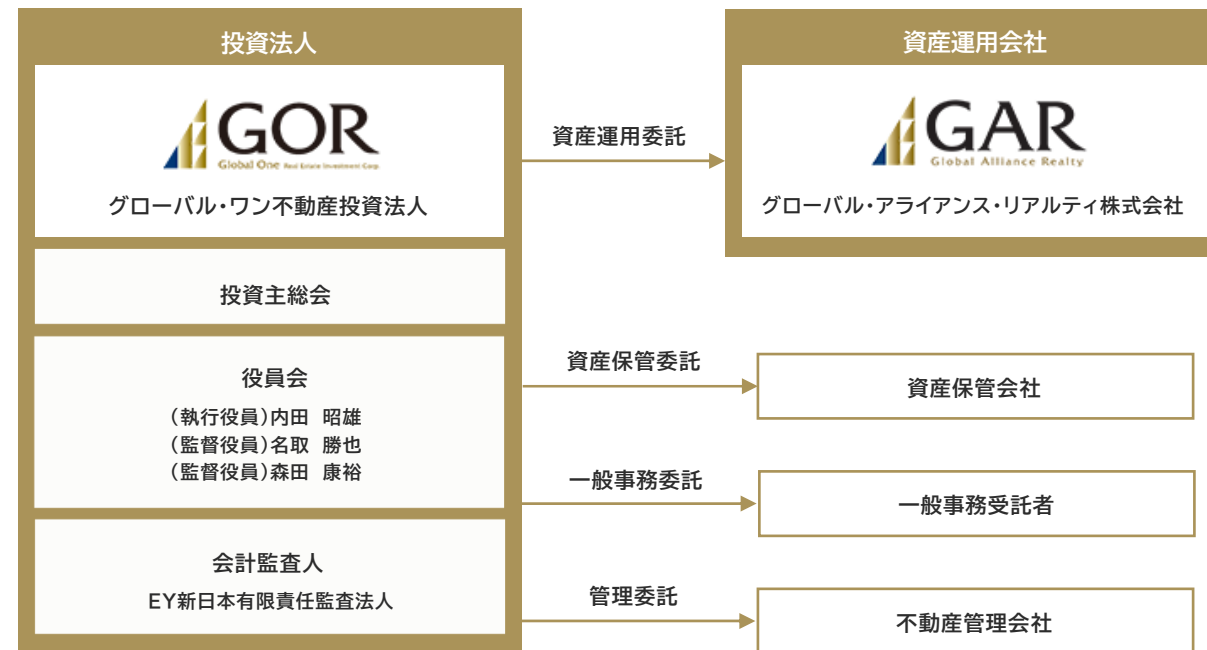 投資法人
GOR
Global One Real Estate Investment Corp.
グローバル・ワン不動産投資法人
投資主総会
役員会
（執行役員）内田 昭雄
（監督役員）名取 勝也
（監督役員）森田 康裕
会計監査人
EY新日本有限責任監査法人
資産運用委託
資産運用会社
GAR
Global Alliance Realty
グローバル・アライアンス・リアルティ株式会社
資産保管委託
資産保管会社
一般事務委託
一般事務受託者
管理委託
不動産管理会社